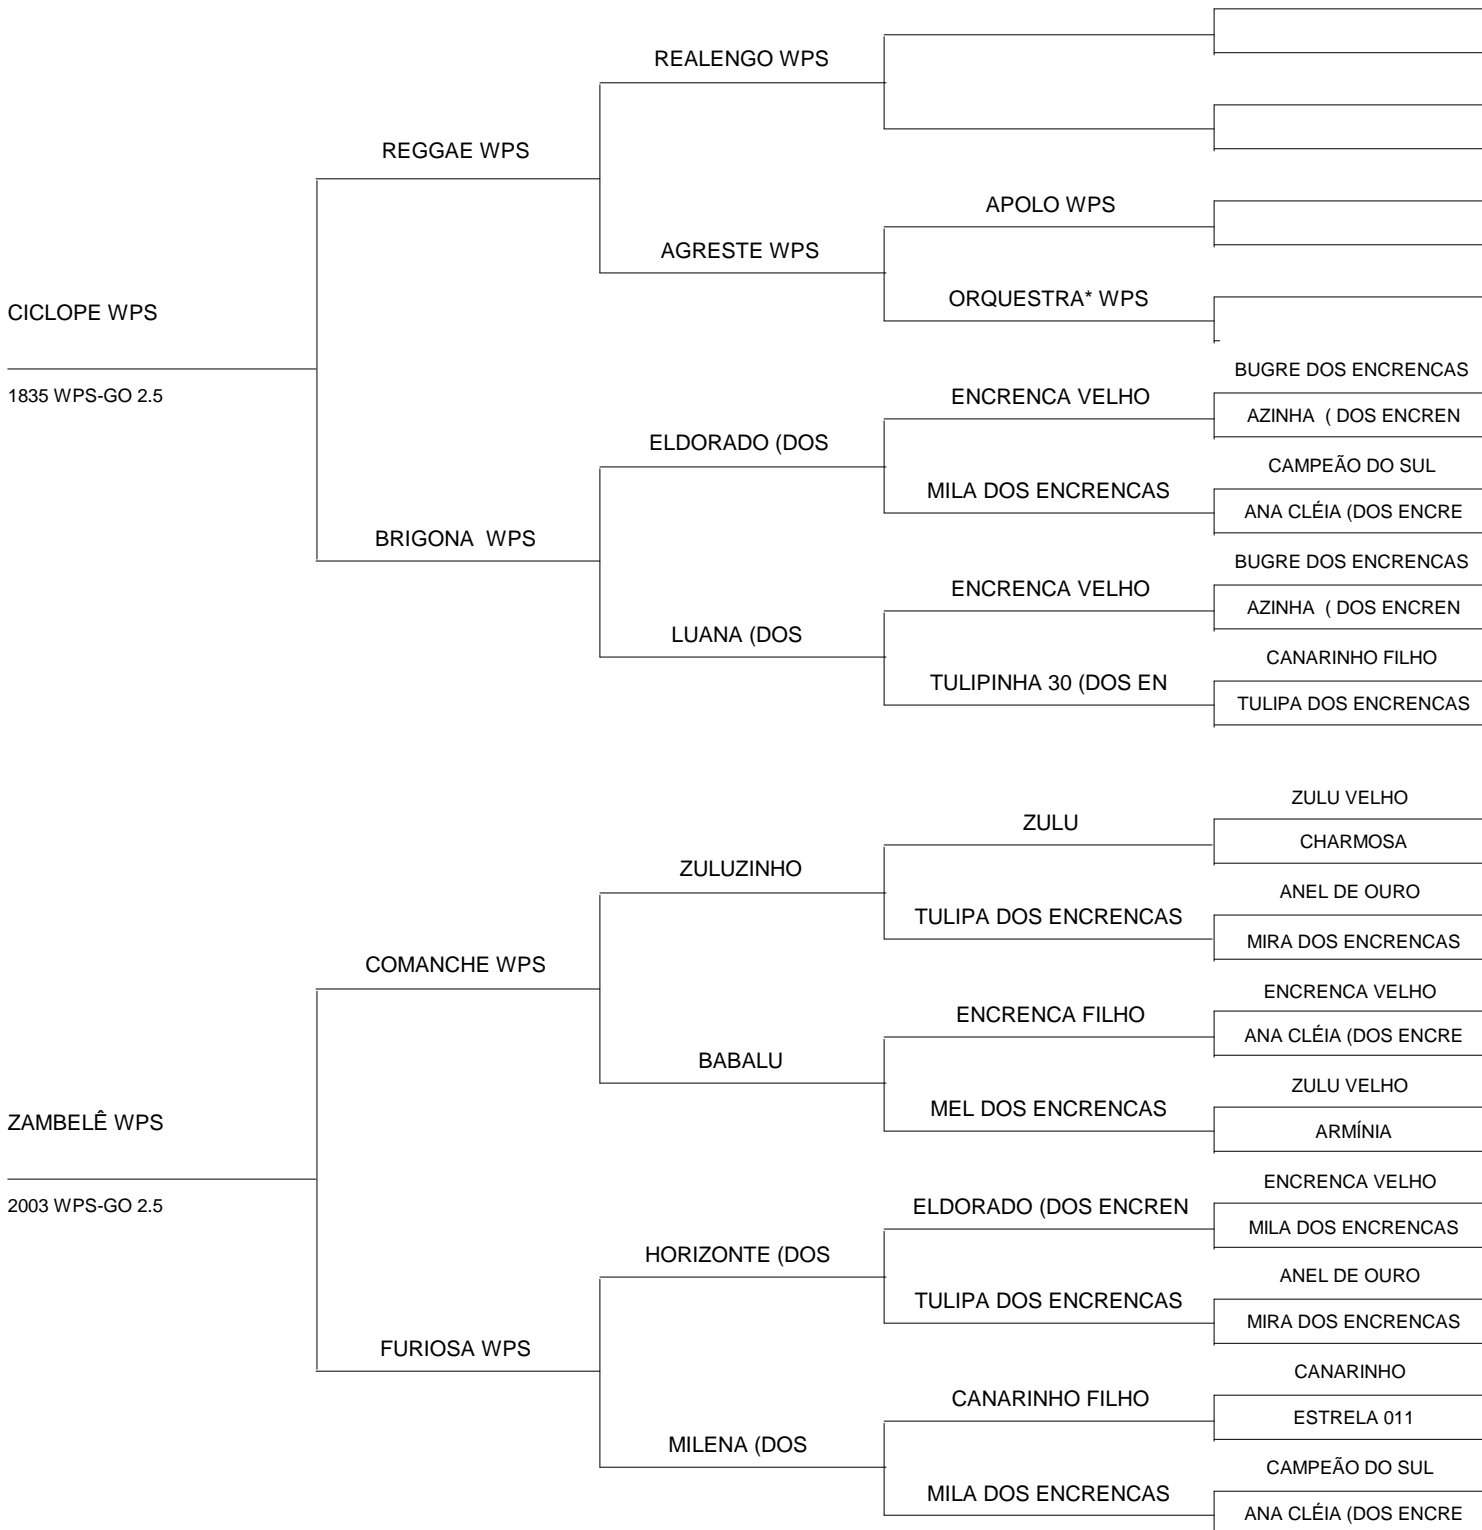 REALENGO WPS
REGGAE WPS
APOLO WPS
AGRESTE WPS
ORQUESTRA* WPS
CICLOPE WPS
1835 WPS-GO 2.5
BUGRE DOS ENCRENCAS
ENCRENCA VELHO
AZINHA ( DOS ENCREN
ELDORADO (DOS
CAMPEÃO DO SUL
MILA DOS ENCRENCAS
ANA CLÉIA (DOS ENCRE
BRIGONA WPS
BUGRE DOS ENCRENCAS
ENCRENCA VELHO
AZINHA ( DOS ENCREN
LUANA (DOS
CANARINHO FILHO
TULIPINHA 30 (DOS EN
TULIPA DOS ENCRENCAS
ZULU VELHO
ZULU
CHARMOSA
ZULUZINHO
ANEL DE OURO
TULIPA DOS ENCRENCAS
MIRA DOS ENCRENCAS
COMANCHE WPS
ENCRENCA VELHO
ENCRENCA FILHO
ANA CLÉIA (DOS ENCRE
BABALU
ZULU VELHO
MEL DOS ENCRENCAS
ARMÍNIA
ZAMBELÊ WPS
2003 WPS-GO 2.5
ENCRENCA VELHO
ELDORADO (DOS ENCREN
MILA DOS ENCRENCAS
HORIZONTE (DOS
ANEL DE OURO
TULIPA DOS ENCRENCAS
MIRA DOS ENCRENCAS
FURIOSA WPS
CANARINHO
CANARINHO FILHO
ESTRELA 011
MILENA (DOS
CAMPEÃO DO SUL
MILA DOS ENCRENCAS
ANA CLÉIA (DOS ENCRE